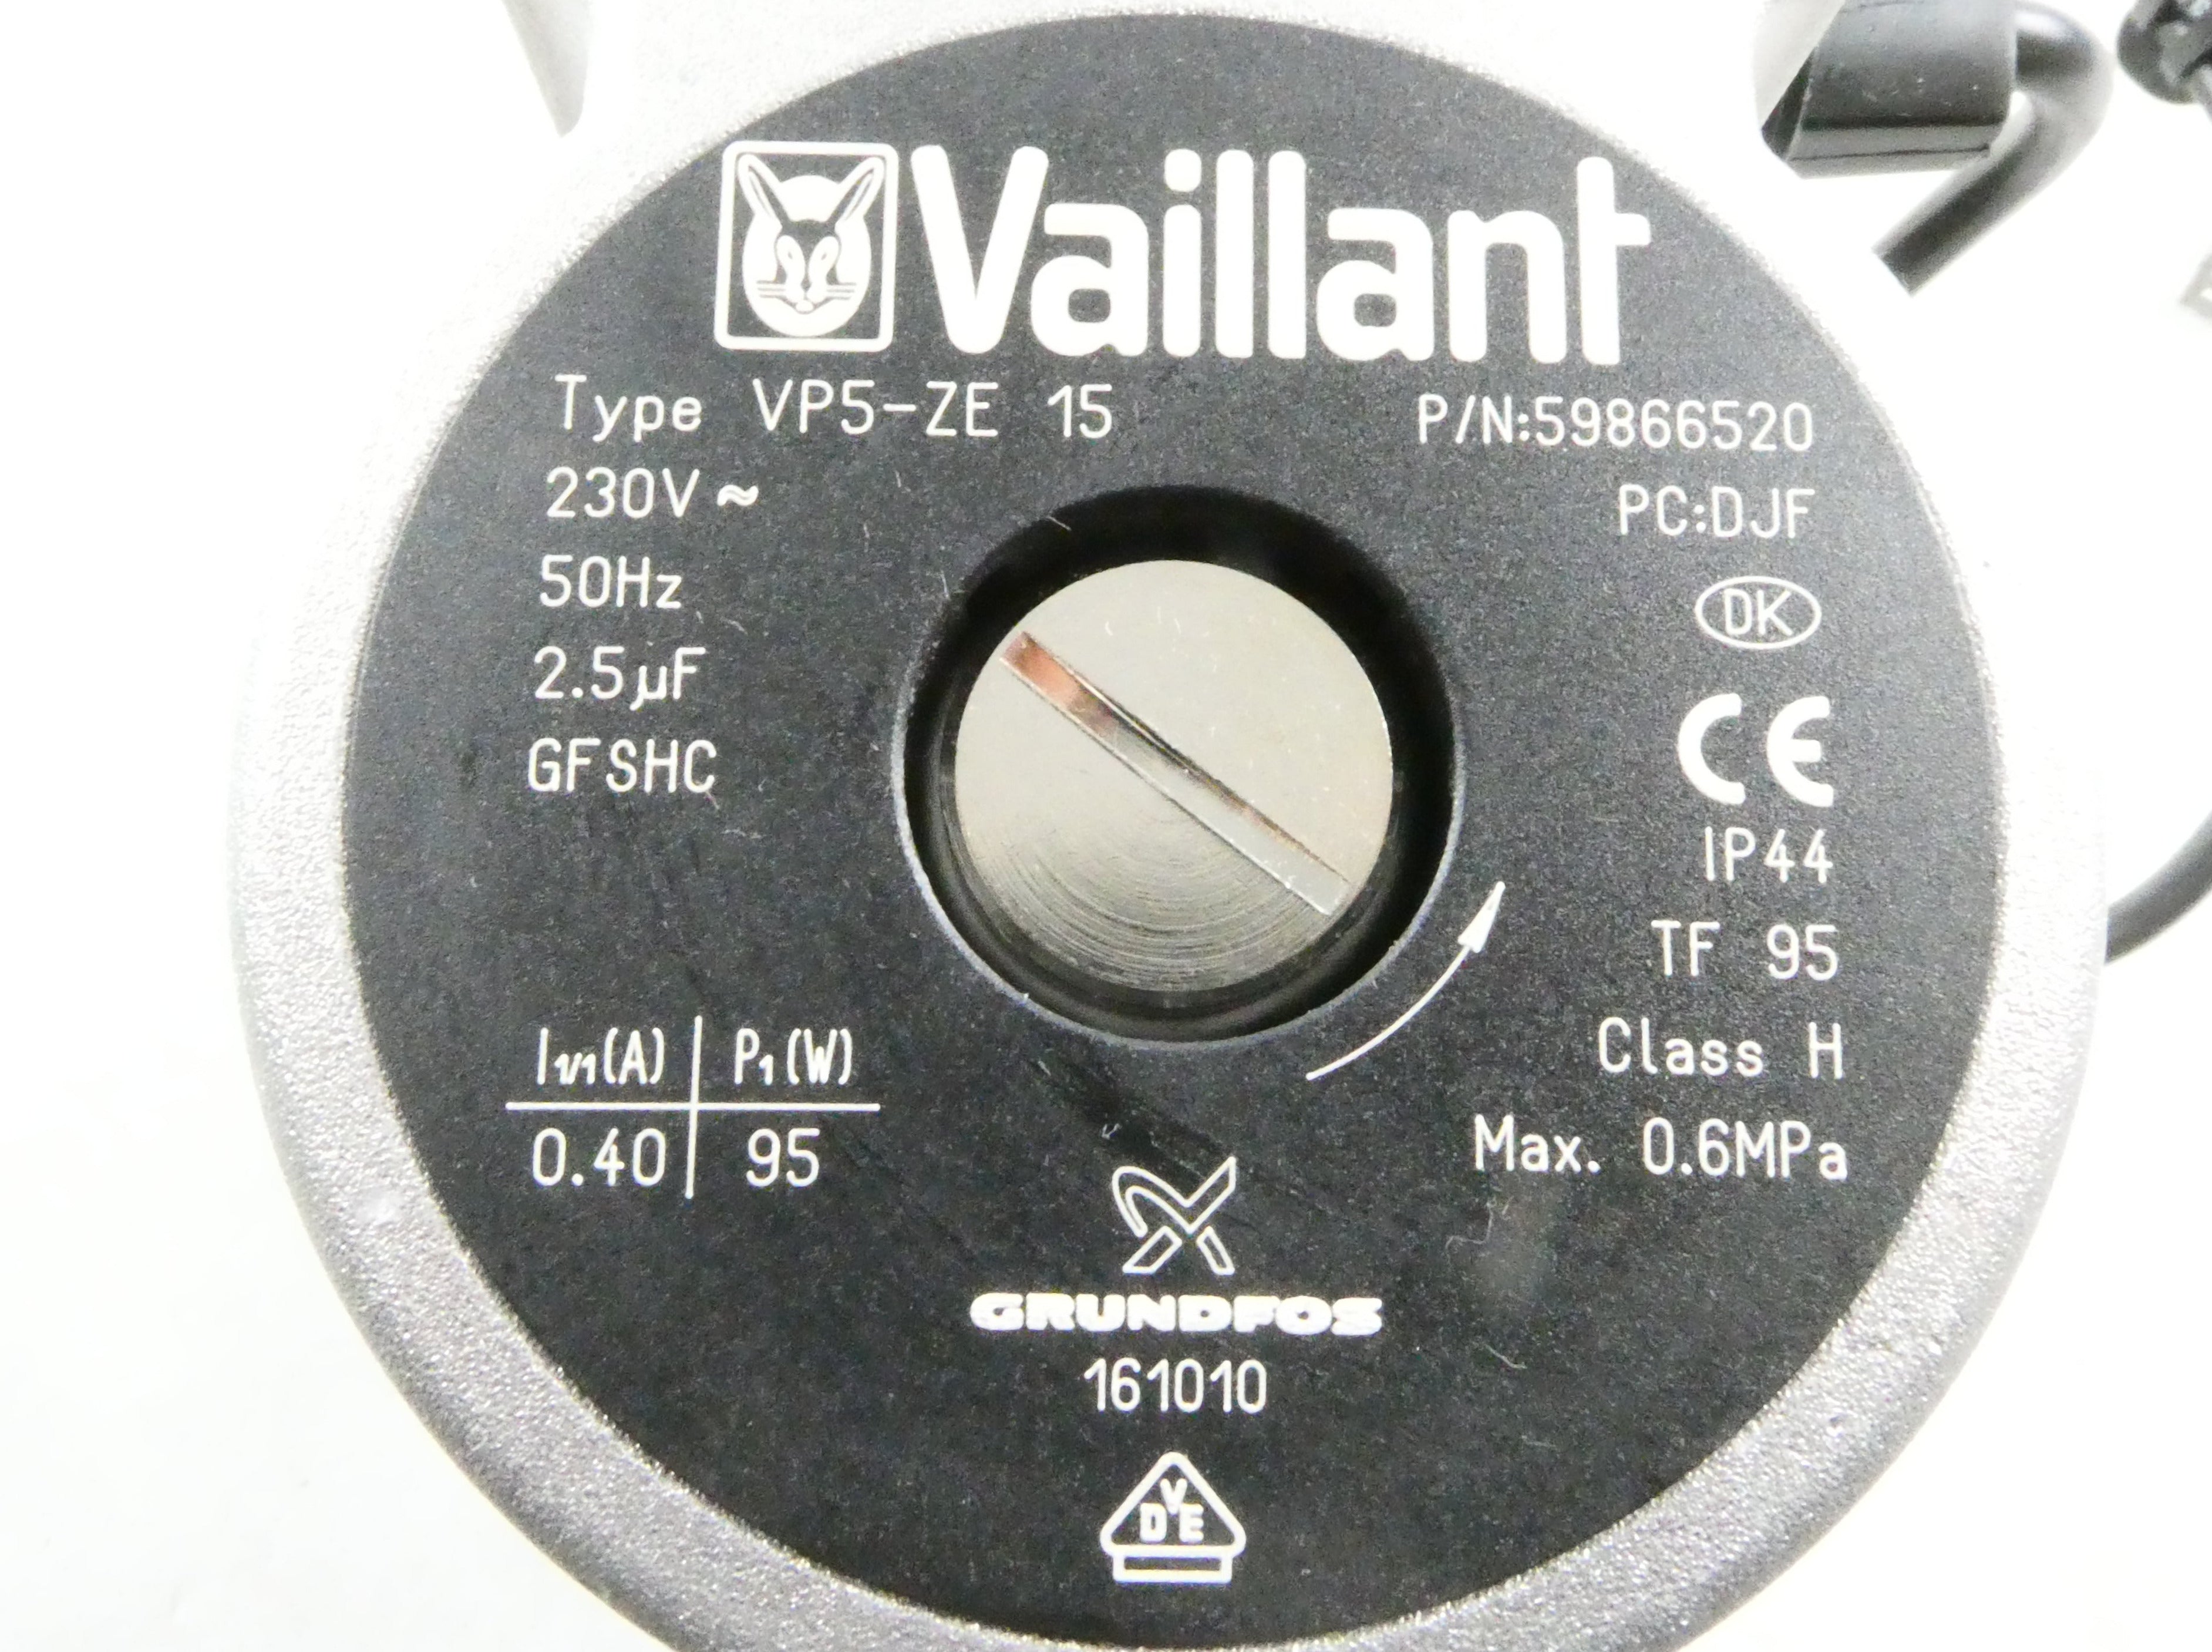 Vaillant
Type VP5-ZE 15
P/N:59866520
230V ≈
PC:DJF
50Hz
DK
2.5µF
CE
GFSHC
IP44
TF 95
Class H
I1/1(A) P1(W)
0.40 95
Max. 0.6MPa
GRUNDFOS
161010
VDE